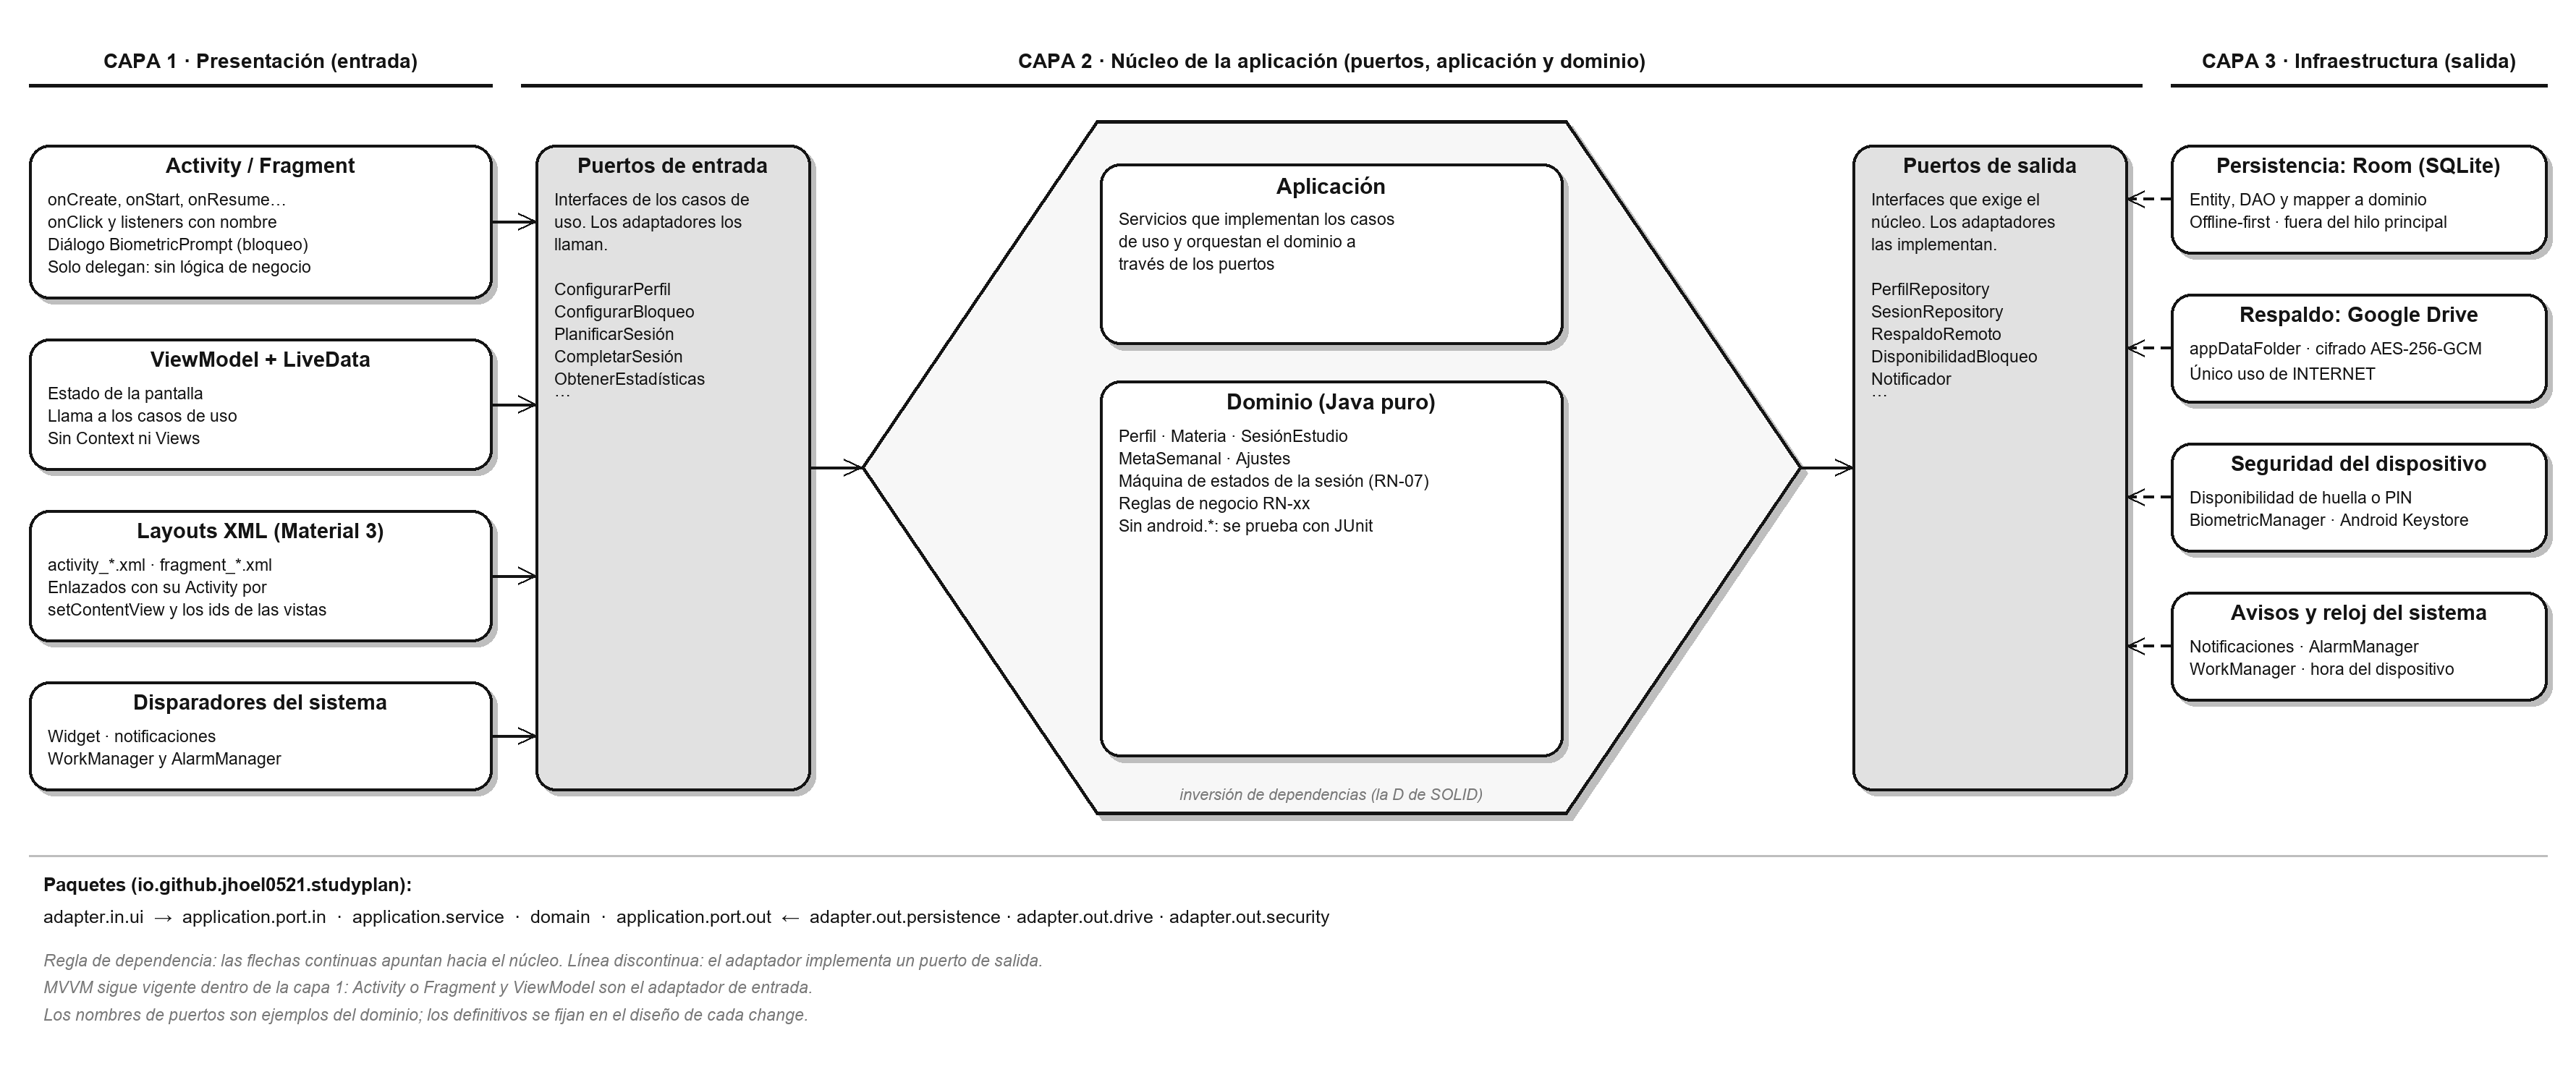 CAPA 1 · Presentación (entrada)
CAPA 2 · Núcleo de la aplicación (puertos, aplicación y dominio)
CAPA 3 · Infraestructura (salida)
Activity / Fragment
onCreate, onStart, onResume…
onClick y listeners con nombre
Diálogo BiometricPrompt (bloqueo)
Solo delegan: sin lógica de negocio
ViewModel + LiveData
Estado de la pantalla
Llama a los casos de uso
Sin Context ni Views
Layouts XML (Material 3)
activity_*.xml · fragment_*.xml
Enlazados con su Activity por
setContentView y los ids de las vistas
Disparadores del sistema
Widget · notificaciones
WorkManager y AlarmManager
Puertos de entrada
Interfaces de los casos de
uso. Los adaptadores los
llaman.
ConfigurarPerfil
ConfigurarBloqueo
PlanificarSesión
CompletarSesión
ObtenerEstadísticas
…
Aplicación
Servicios que implementan los casos
de uso y orquestan el dominio a
través de los puertos
Dominio (Java puro)
Perfil · Materia · SesiónEstudio
MetaSemanal · Ajustes
Máquina de estados de la sesión (RN-07)
Reglas de negocio RN-xx
Sin android.*: se prueba con JUnit
inversión de dependencias (la D de SOLID)
Puertos de salida
Interfaces que exige el
núcleo. Los adaptadores
las implementan.
PerfilRepository
SesionRepository
RespaldoRemoto
DisponibilidadBloqueo
Notificador
…
Persistencia: Room (SQLite)
Entity, DAO y mapper a dominio
Offline-first · fuera del hilo principal
Respaldo: Google Drive
appDataFolder · cifrado AES-256-GCM
Único uso de INTERNET
Seguridad del dispositivo
Disponibilidad de huella o PIN
BiometricManager · Android Keystore
Avisos y reloj del sistema
Notificaciones · AlarmManager
WorkManager · hora del dispositivo
Paquetes (io.github.jhoel0521.studyplan):
adapter.in.ui → application.port.in · application.service · domain · application.port.out ← adapter.out.persistence · adapter.out.drive · adapter.out.security
Regla de dependencia: las flechas continuas apuntan hacia el núcleo. Línea discontinua: el adaptador implementa un puerto de salida.
MVVM sigue vigente dentro de la capa 1: Activity o Fragment y ViewModel son el adaptador de entrada.
Los nombres de puertos son ejemplos del dominio; los definitivos se fijan en el diseño de cada change.